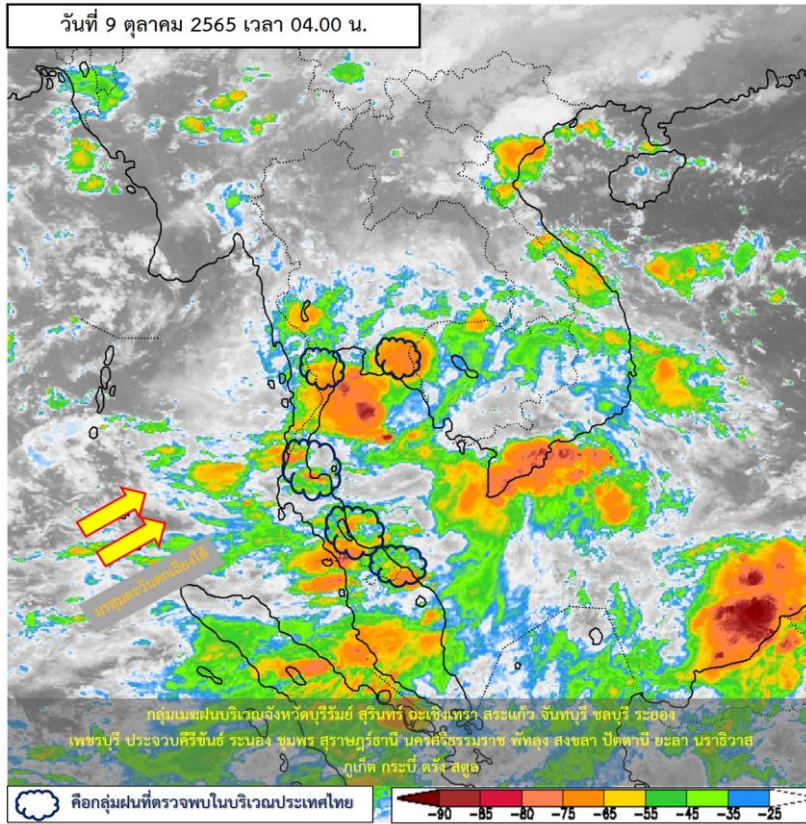 วันที่ 9 ตุลาคม 2565 เวลา 04.00 น.
มรสุมตะวันตกเฉียงใต้
กลุ่มเมฆฝนบริเวณจังหวัดบุรีรัมย์ สุรินทร์ ฉะเชิงเทรา สระแก้ว จันทบุรี ชลบุรี ระยอง
เพชรบุรี ประจวบคีรีขันธ์ ระนอง ชุมพร สุราษฎร์ธานี นครศรีธรรมราช พัทลุง สงขลา ปัตตานี ยะลา นราธิวาส
ภูเก็ต กระบี่ ตรัง สตูล
คือกลุ่มฝนที่ตรวจพบในบริเวณประเทศไทย
-90 -85 -80 -75 -65 -55 -45 -35 -25